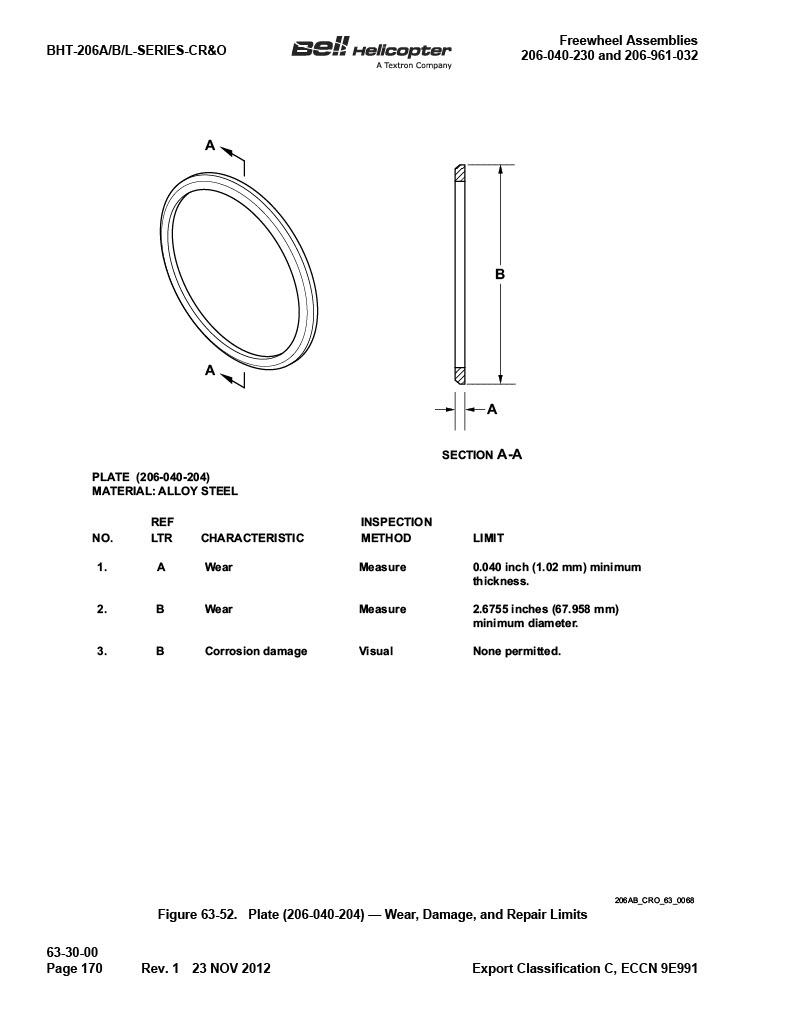 BHT-206A/B/L-SERIES-CR&O
Bell Helicopter
A Textron Company
Freewheel Assemblies
206-040-230 and 206-961-032
A
A
B
A
SECTION A-A
PLATE (206-040-204)
MATERIAL: ALLOY STEEL
NO. REF LTR CHARACTERISTIC INSPECTION METHOD LIMIT
1. A Wear Measure 0.040 inch (1.02 mm) minimum
thickness.
2. B Wear Measure 2.6755 inches (67.958 mm)
minimum diameter.
3. B Corrosion damage Visual None permitted.
206AB_CRO_63_0068
Figure 63-52. Plate (206-040-204) — Wear, Damage, and Repair Limits
63-30-00
Page 170 Rev. 1 23 NOV 2012 Export Classification C, ECCN 9E991